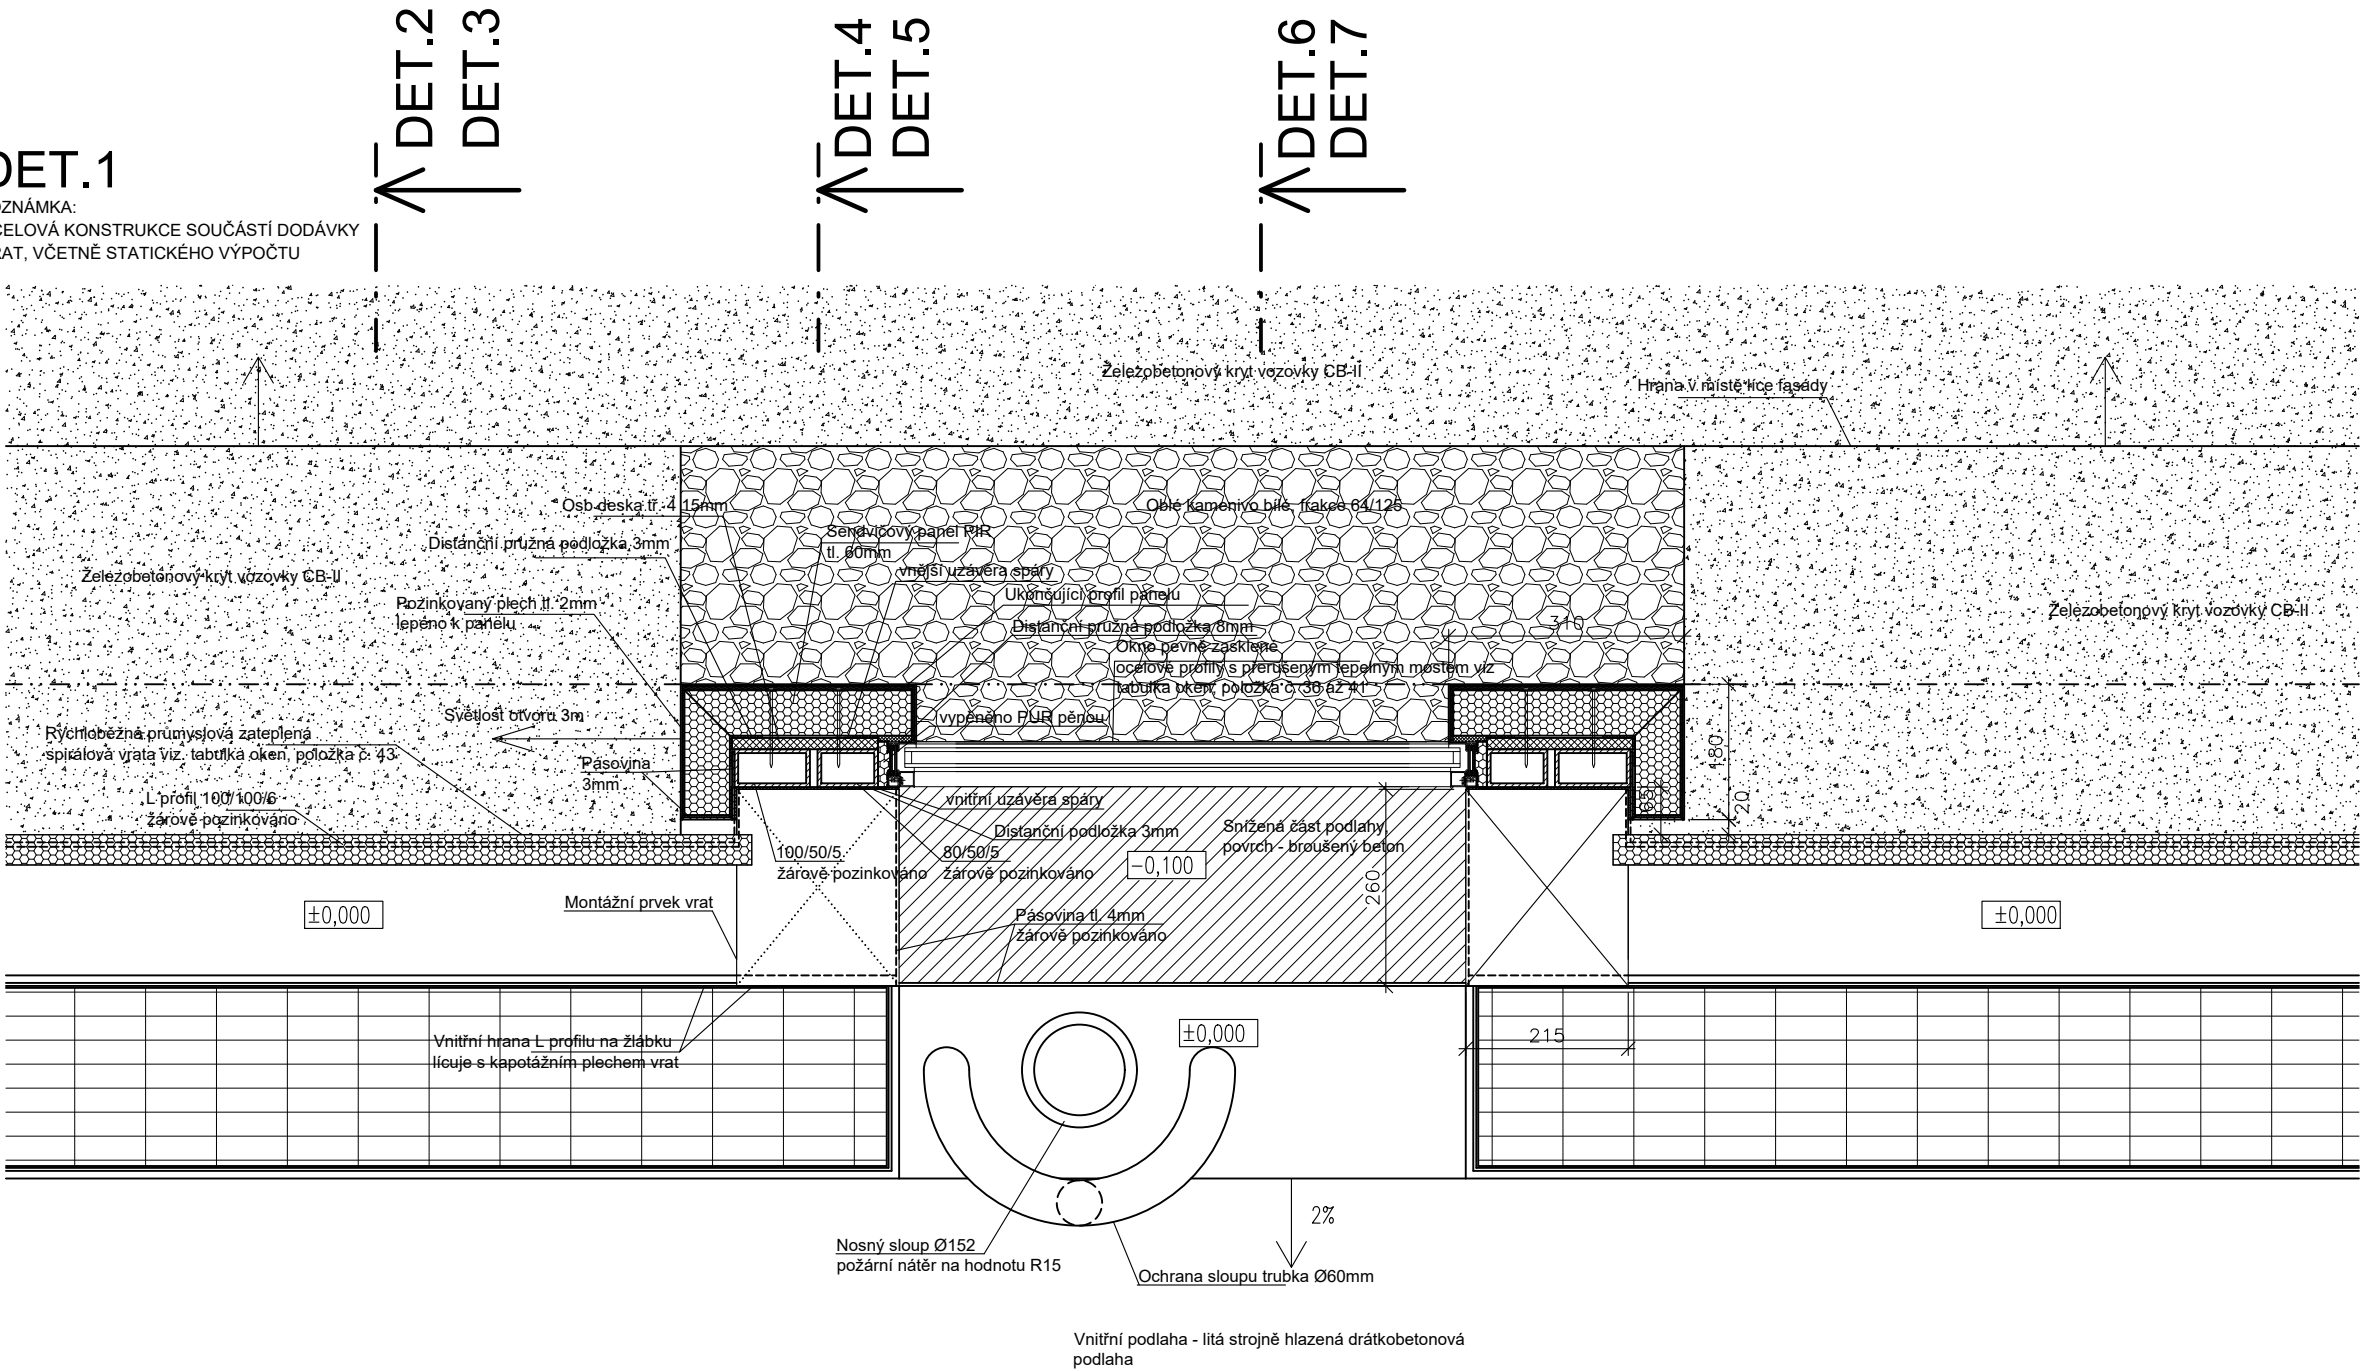 DET.2
DET.3
DET.4
DET.5
DET.6
DET.7
DET.1
OZNÁMKA:
CELOVÁ KONSTRUKCE SOUČÁSTÍ DODÁVKY
RAT, VČETNĚ STATICKÉHO VÝPOČTU
Železobetonový kryt vozovky CB-II
Hrana v místě líce fasády
Osb deska tř. 4 15mm
Oblé kamenivo bílé, frakce 64/125
Sendvičový panel PIR
tl. 60mm
Distanční pružná podložka 3mm
vnější uzávěra spáry
Železobetonový kryt vozovky CB-II
Ukončující profil panelu
Pozinkovaný plech tl. 2mm
lepeno k panelu
Železobetonový kryt vozovky CB-II
Distanční pružná podložka 8mm
310
Okno pevně zasklené
ocelové profily s přerušeným tepelným mostem viz
tabulka oken, položka č. 38 až 41
Světlost otvoru 3m
vypěněno PUR pěnou
Rychloběžná průmyslová zateplená
spirálová vrata viz. tabulka oken, položka č. 43
180
Pásovina
3mm
L profil 100/100/6
žárově pozinkováno
vnitřní uzávěra spáry
65
20
Distanční podložka 3mm
Snížená část podlahy,
povrch - broušený beton
100/50/5
žárově pozinkováno
80/50/5
žárově pozinkováno
-0,100
260
Montážní prvek vrat
±0,000
Pásovina tl. 4mm
žárově pozinkováno
±0,000
Vnitřní hrana L profilu na žlábku
lícuje s kapotážním plechem vrat
±0,000
215
2%
Nosný sloup Ø152
požární nátěr na hodnotu R15
Ochrana sloupu trubka Ø60mm
Vnitřní podlaha - litá strojně hlazená drátkobetonová
podlaha